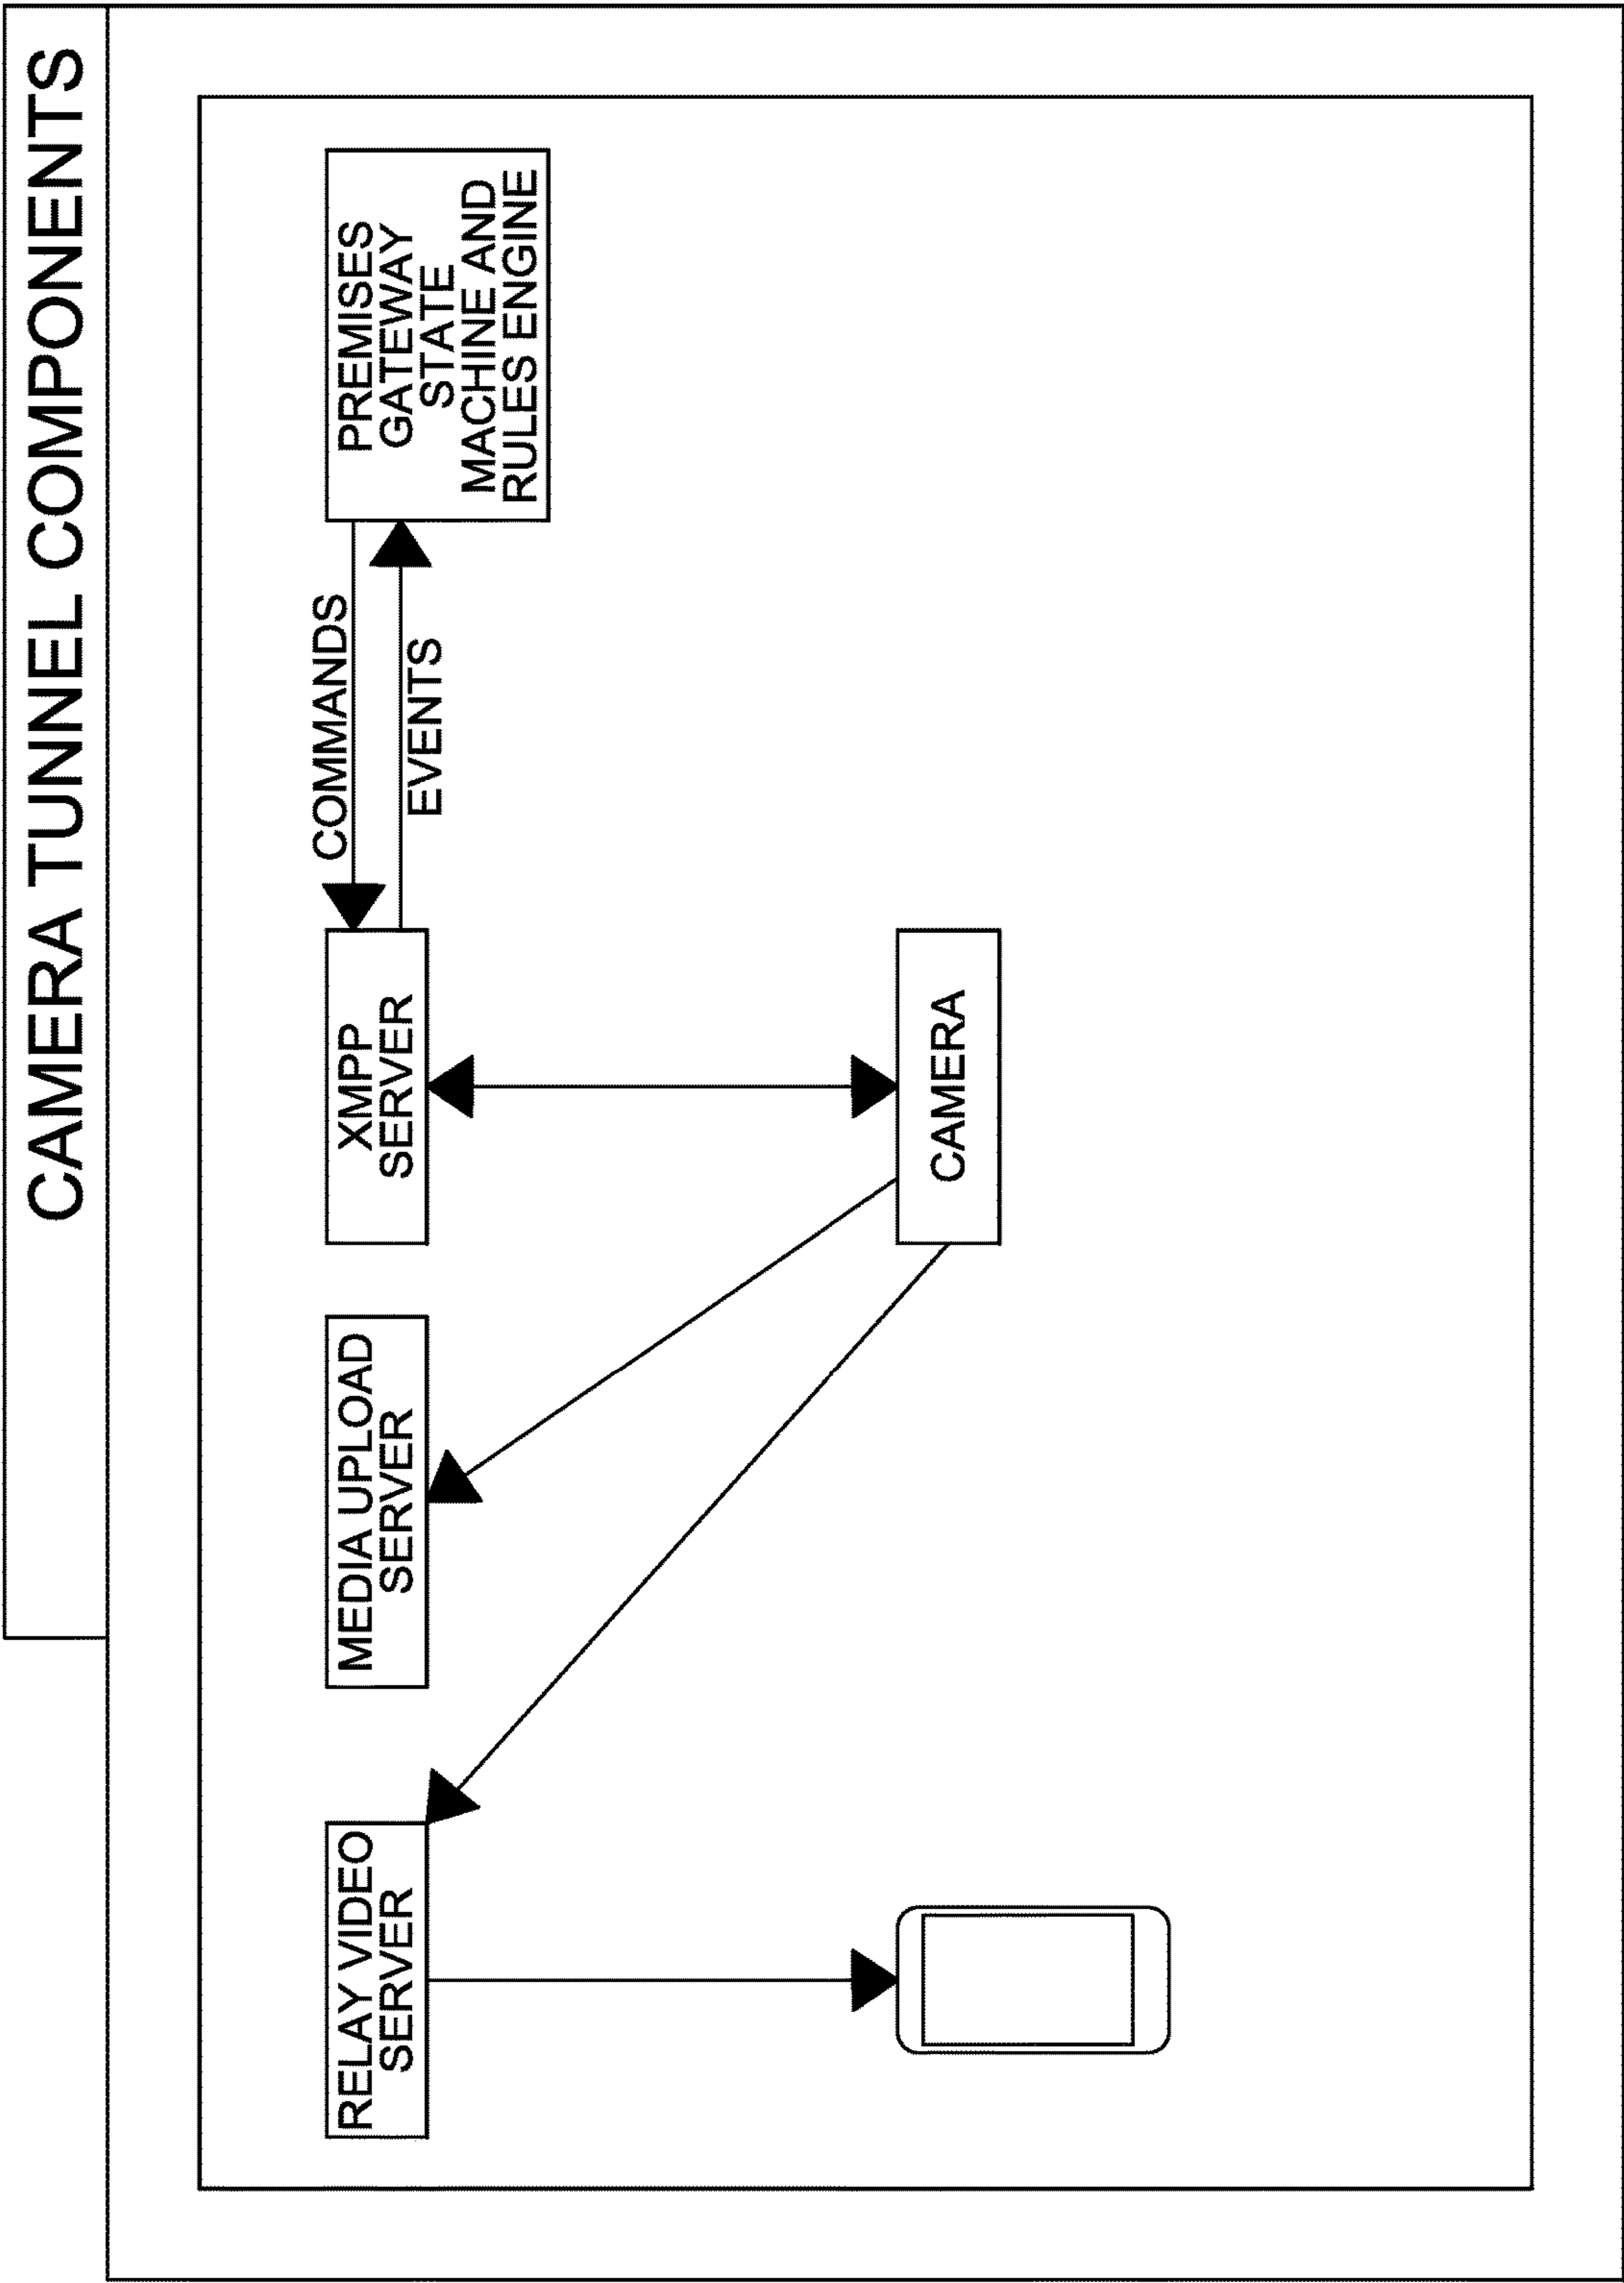 CAMERA TUNNEL COMPONENTS
RELAY VIDEO
SERVER
MEDIA UPLOAD
SERVER
XMPP
SERVER
COMMANDS
EVENTS
PREMISES
GATEWAY
STATE
MACHINE AND
RULES ENGINE
CAMERA